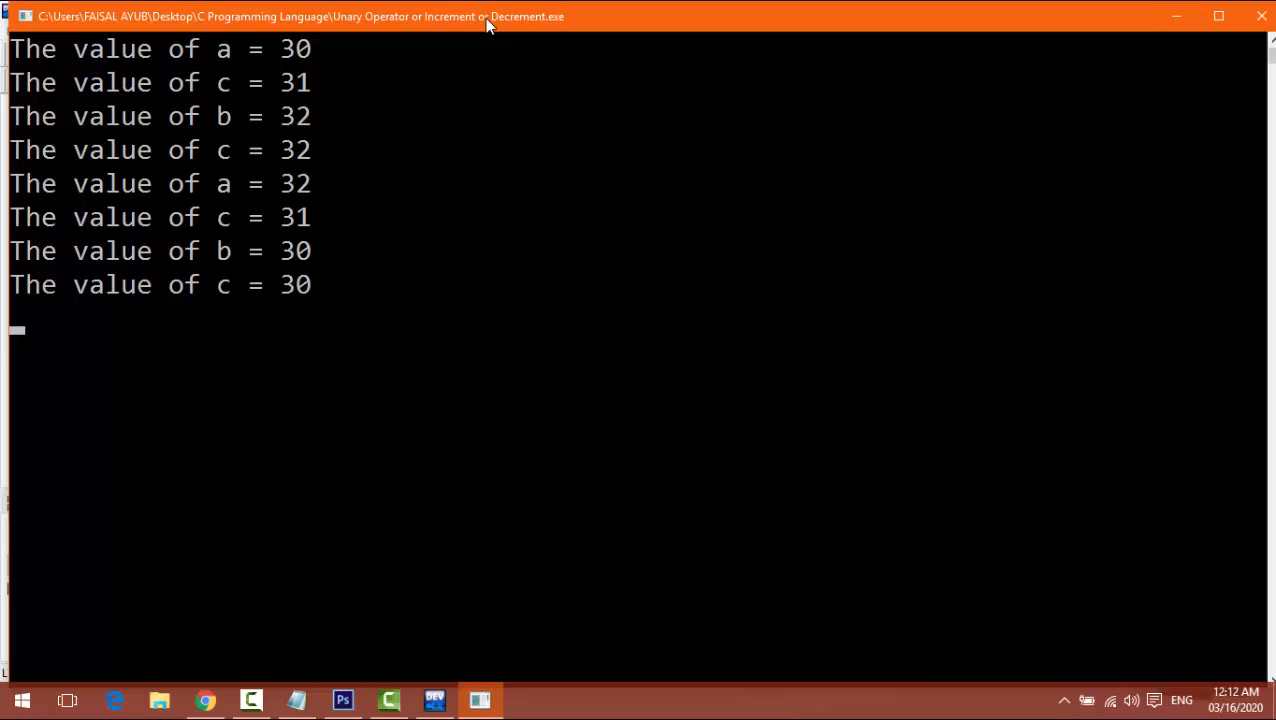 C:\Users\FAISAL AYUB\Desktop\C Programming Language\Unary Operator or Increment or Decrement.exe
The value of a = 30
The value of c = 31
The value of b = 32
The value of c = 32
The value of a = 32
The value of c = 31
The value of b = 30
The value of c = 30
L
Ps
DEV
ENG
12:12 AM
03/16/2020